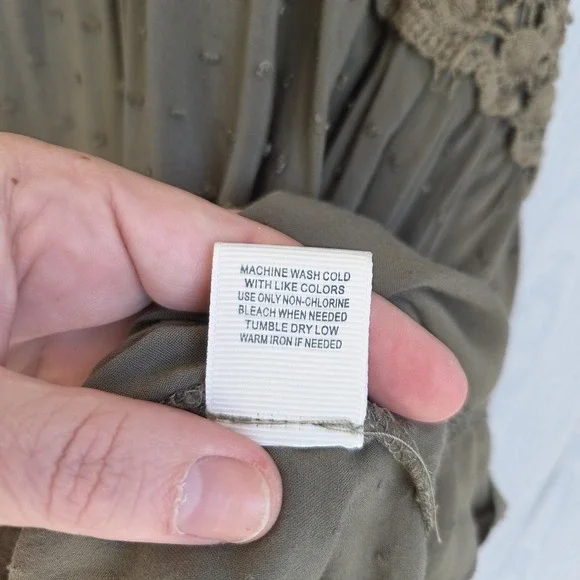 MACHINE WASH COLD
WITH LIKE COLORS
USE ONLY NON-CHLORINE
BLEACH WHEN NEEDED
TUMBLE DRY LOW
WARM IRON IF NEEDED